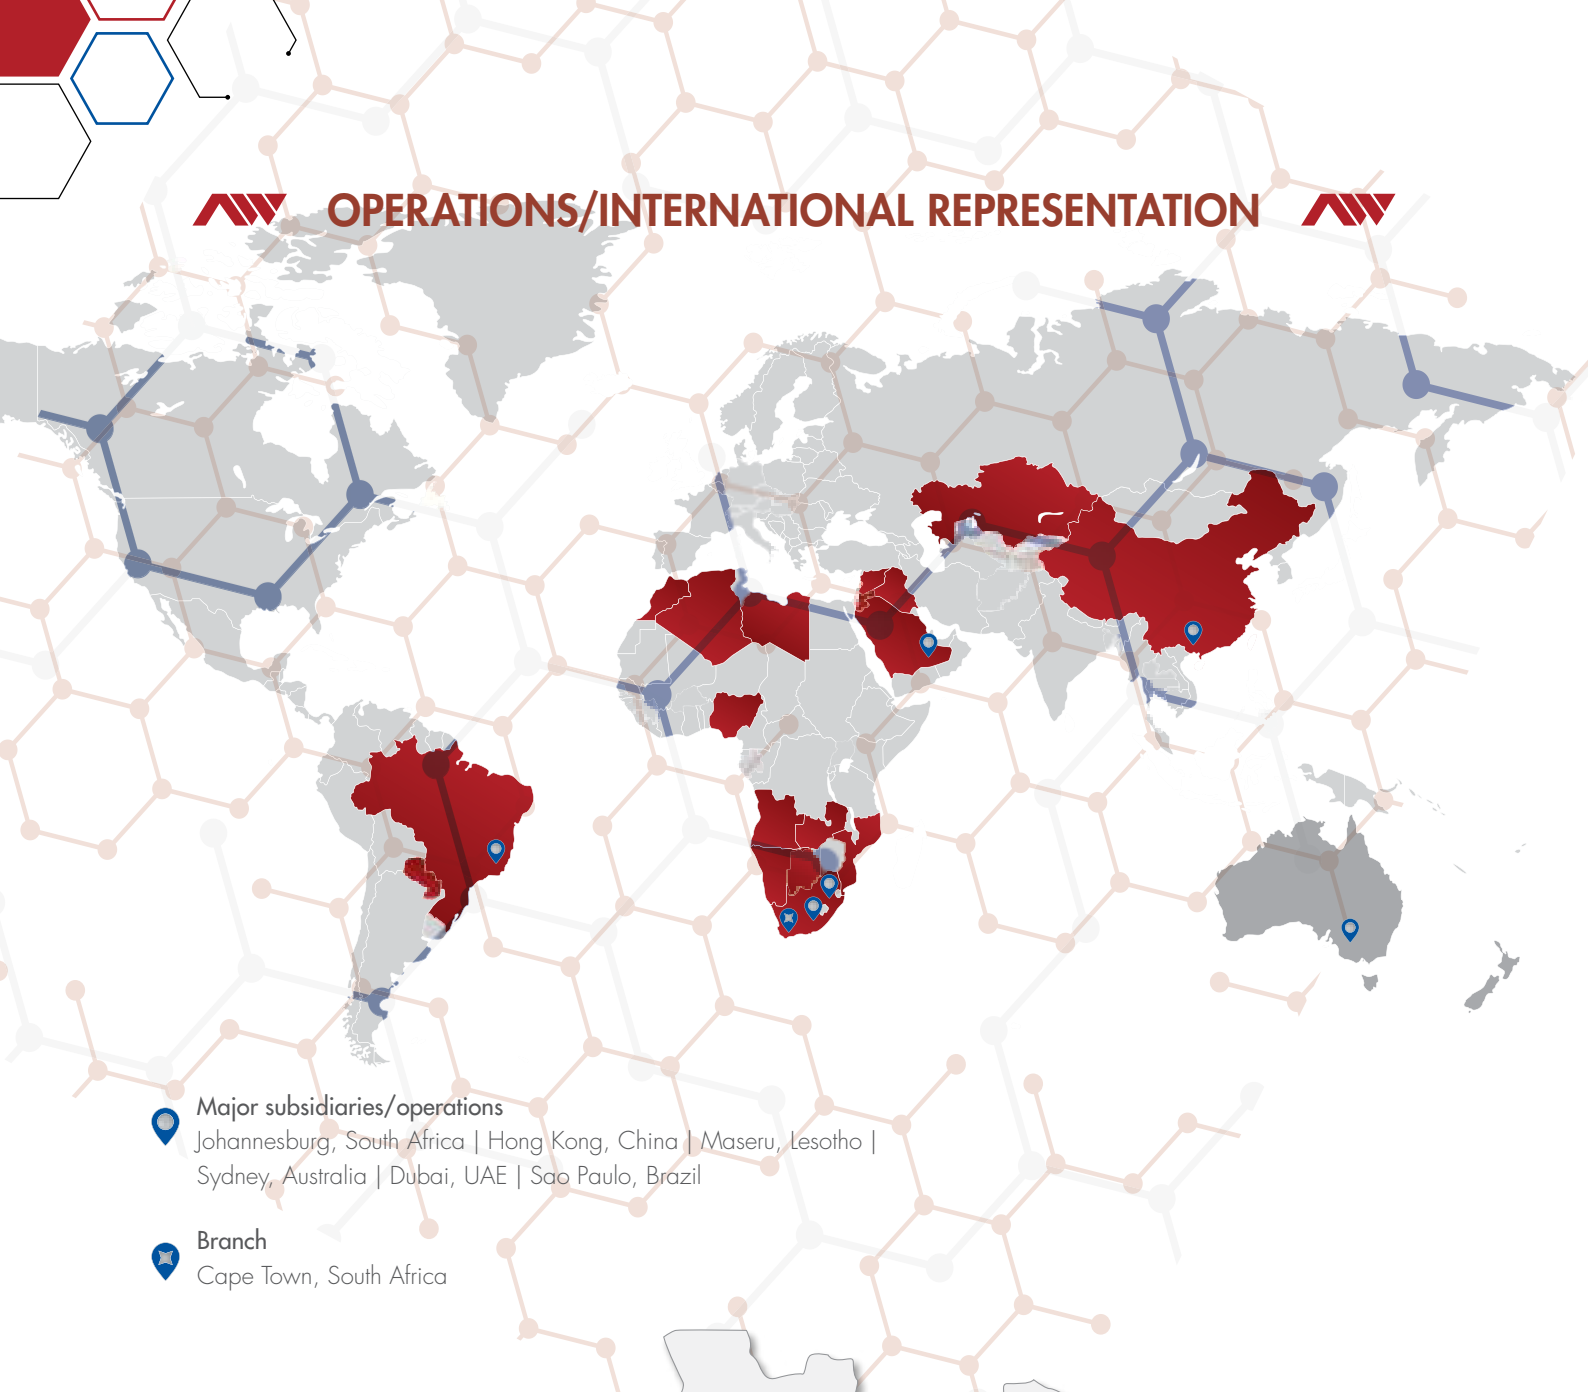 OPERATIONS/INTERNATIONAL REPRESENTATION
Major subsidiaries/operations
Johannesburg, South Africa | Hong Kong, China | Maseru, Lesotho |
Sydney, Australia | Dubai, UAE | Sao Paulo, Brazil
Branch
Cape Town, South Africa